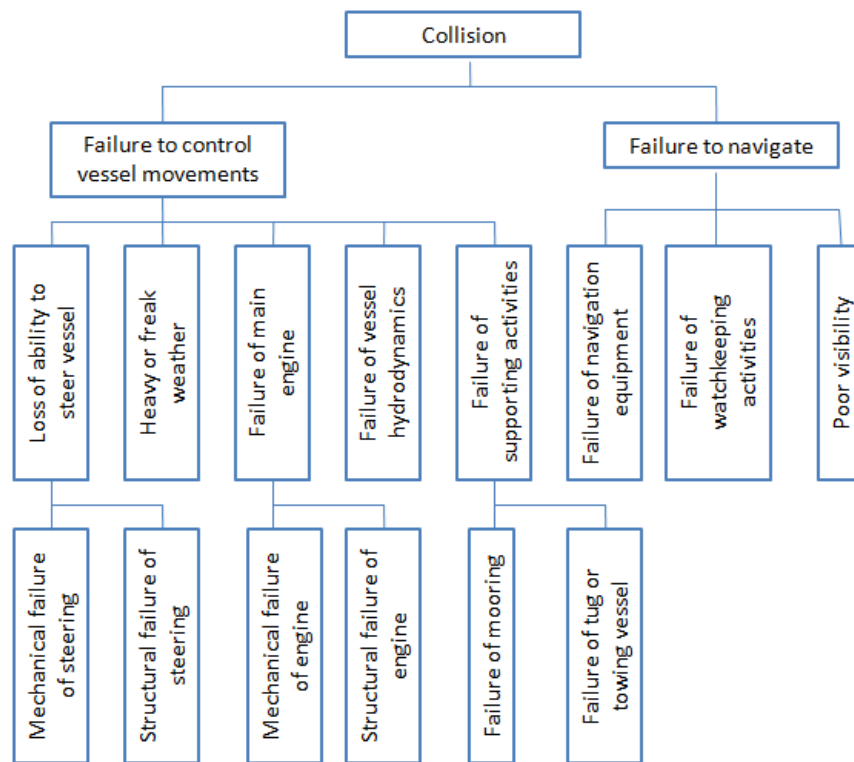 Collision
Failure to control
vessel movements
Failure to navigate
Loss of ability to
steer vessel
Heavy or freak
weather
Failure of main
engine
Failure of vessel
hydrodynamics
Failure of
supporting activities
Failure of navigation
equipment
Failure of
watchkeeping
activities
Poor visibility
Mechanical failure
of steering
Structural failure of
steering
Mechanical failure
of engine
Structural failure of
engine
Failure of mooring
Failure of tug or
towing vessel